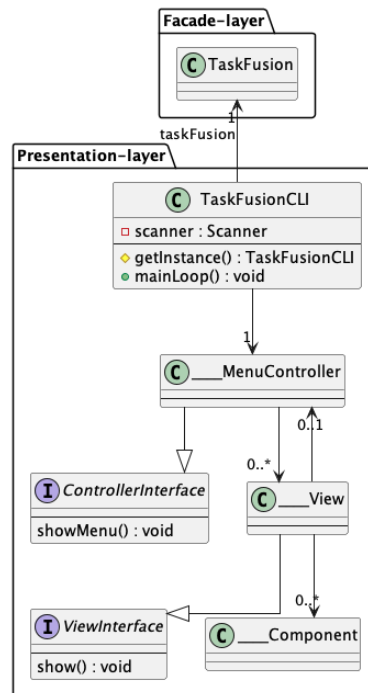 Facade-layer
C TaskFusion
1
taskFusion
Presentation-layer
C TaskFusionCLI
scanner : Scanner
getInstance() : TaskFusionCLI
mainLoop() : void
1
C ____MenuController
0..*
0..1
I ControllerInterface
showMenu() : void
C ____View
0..*
I ViewInterface
show() : void
C ____Component